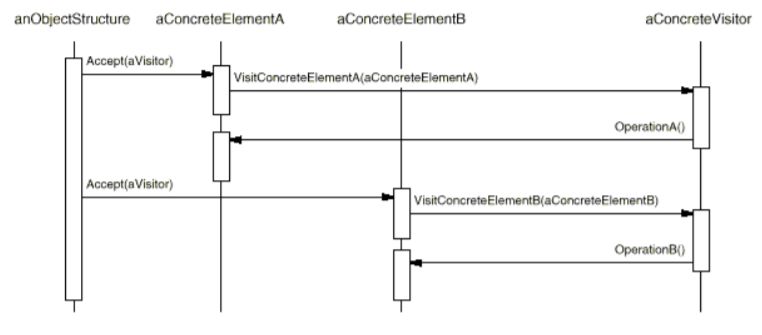 anObjectStructure aConcreteElementA aConcreteElementB aConcreteVisitor
Accept(aVisitor)
VisitConcreteElementA(aConcreteElementA)
OperationA()
Accept(aVisitor)
VisitConcreteElementB(aConcreteElementB)
OperationB()